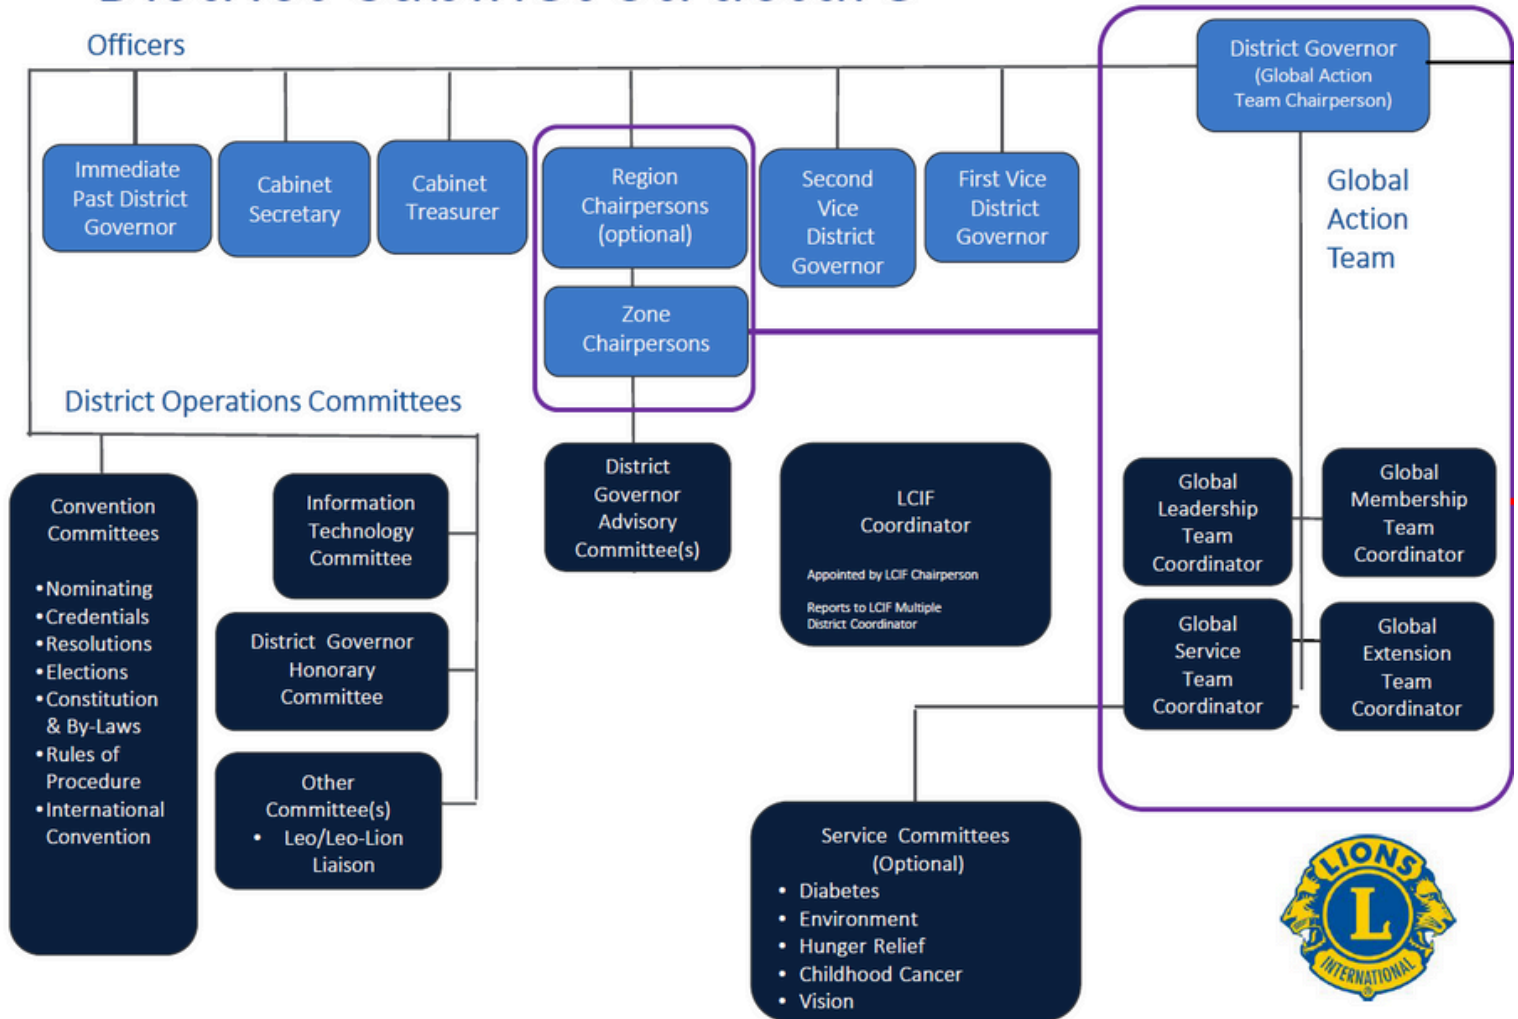 District Cabinet Structure
Officers
District Governor
(Global Action
Team Chairperson)
Immediate
Past District
Governor
Cabinet
Secretary
Cabinet
Treasurer
Region
Chairpersons
(optional)
Second
Vice
District
Governor
First Vice
District
Governor
Global
Action
Team
Zone
Chairpersons
District Operations Committees
Convention
Committees
•Nominating
•Credentials
•Resolutions
•Elections
•Constitution
& By-Laws
•Rules of
Procedure
•International
Convention
Information
Technology
Committee
District Governor
Honorary
Committee
Other
Committee(s)
• Leo/Leo-Lion
Liaison
District
Governor
Advisory
Committee(s)
LCIF
Coordinator
Appointed by LCIF Chairperson
Reports to LCIF Multiple
District Coordinator
Global
Leadership
Team
Coordinator
Global
Membership
Team
Coordinator
Global
Service
Team
Coordinator
Global
Extension
Team
Coordinator
Service Committees
(Optional)
• Diabetes
• Environment
• Hunger Relief
• Childhood Cancer
• Vision
LIONS
L
INTERNATIONAL
®